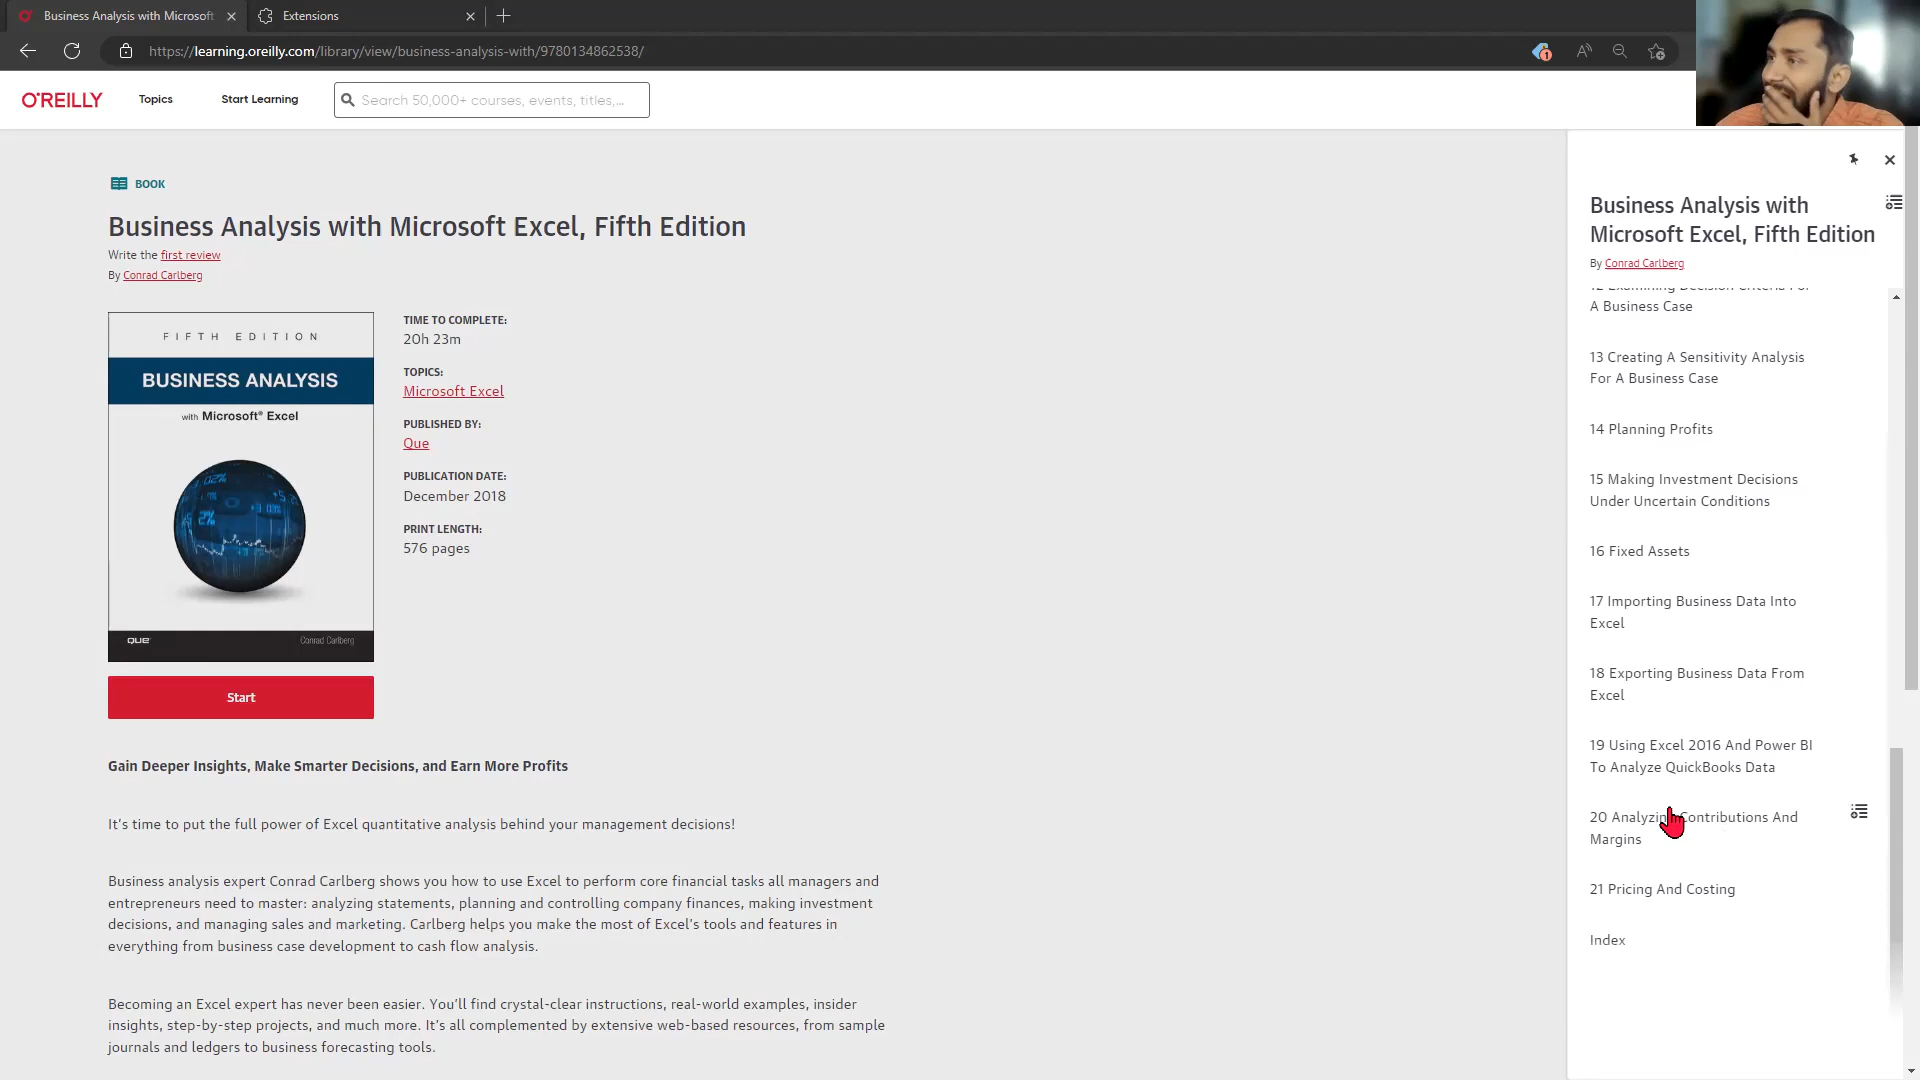 Business Analysis with Microsoft
Extensions
https://learning.oreilly.com/library/view/business-analysis-with/9780134862538/
1
O'REILLY
Topics
Start Learning
Search 50,000+ courses, events, titles,...
BOOK
Business Analysis with Microsoft Excel, Fifth Edition
Write the first review
By Conrad Carlberg
FIFTH EDITION
BUSINESS ANALYSIS
with Microsoft® Excel
2%
que
Conrad Carlberg
TIME TO COMPLETE:
20h 23m
TOPICS:
Microsoft Excel
PUBLISHED BY:
Que
PUBLICATION DATE:
December 2018
PRINT LENGTH:
576 pages
Start
Gain Deeper Insights, Make Smarter Decisions, and Earn More Profits
It's time to put the full power of Excel quantitative analysis behind your management decisions!
Business analysis expert Conrad Carlberg shows you how to use Excel to perform core financial tasks all managers and
entrepreneurs need to master: analyzing statements, planning and controlling company finances, making investment
decisions, and managing sales and marketing. Carlberg helps you make the most of Excel's tools and features in
everything from business case development to cash flow analysis.
Becoming an Excel expert has never been easier. You'll find crystal-clear instructions, real-world examples, insider
insights, step-by-step projects, and much more. It's all complemented by extensive web-based resources, from sample
journals and ledgers to business forecasting tools.
Business Analysis with
Microsoft Excel, Fifth Edition
By Conrad Carlberg
12 Examining Decision Criteria For
A Business Case
13 Creating A Sensitivity Analysis
For A Business Case
14 Planning Profits
15 Making Investment Decisions
Under Uncertain Conditions
16 Fixed Assets
17 Importing Business Data Into
Excel
18 Exporting Business Data From
Excel
19 Using Excel 2016 And Power BI
To Analyze QuickBooks Data
20 Analyzing Contributions And
Margins
21 Pricing And Costing
Index